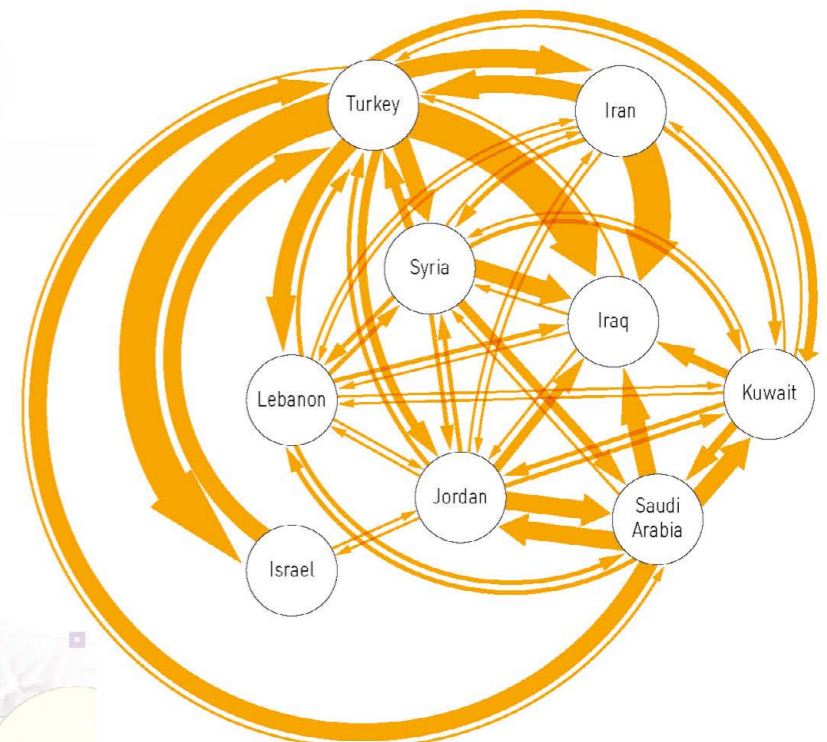 Turkey
Iran
Syria
Iraq
Lebanon
Kuwait
Jordan
Saudi
Arabia
Israel